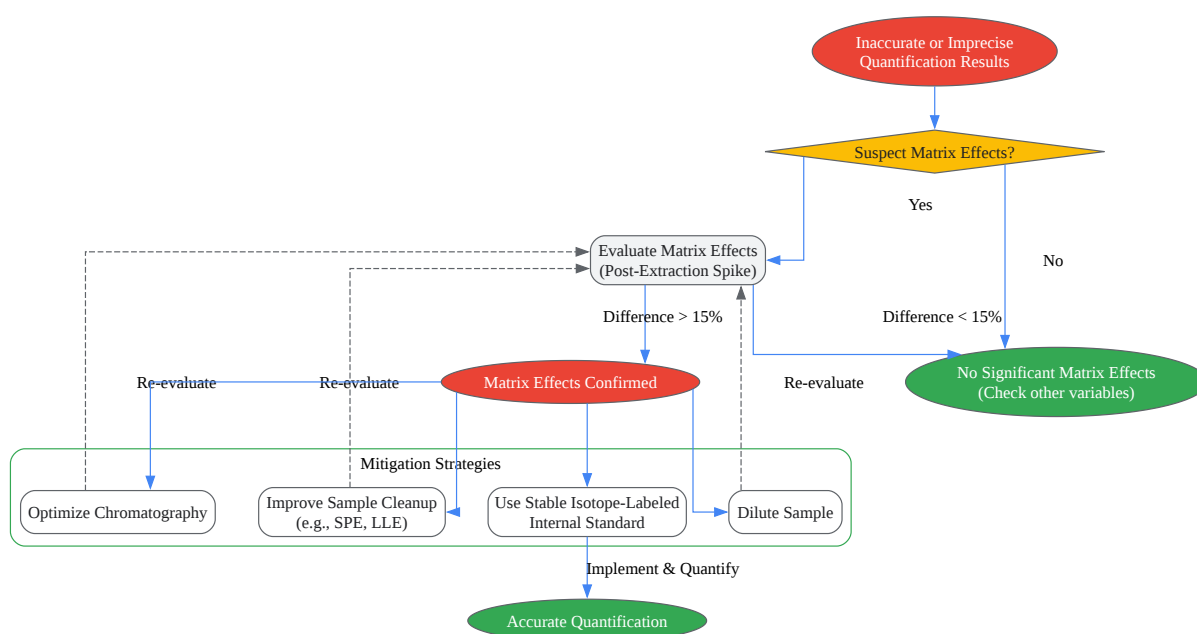 Inaccurate or Imprecise
Quantification Results
Suspect Matrix Effects?
Yes
Evaluate Matrix Effects
(Post-Extraction Spike)
No
Difference > 15%
Difference < 15%
Re-evaluate
Re-evaluate
Matrix Effects Confirmed
Re-evaluate
No Significant Matrix Effects
(Check other variables)
Mitigation Strategies
Optimize Chromatography
Improve Sample Cleanup
(e.g., SPE, LLE)
Use Stable Isotope-Labeled
Internal Standard
Dilute Sample
Implement & Quantify
Accurate Quantification